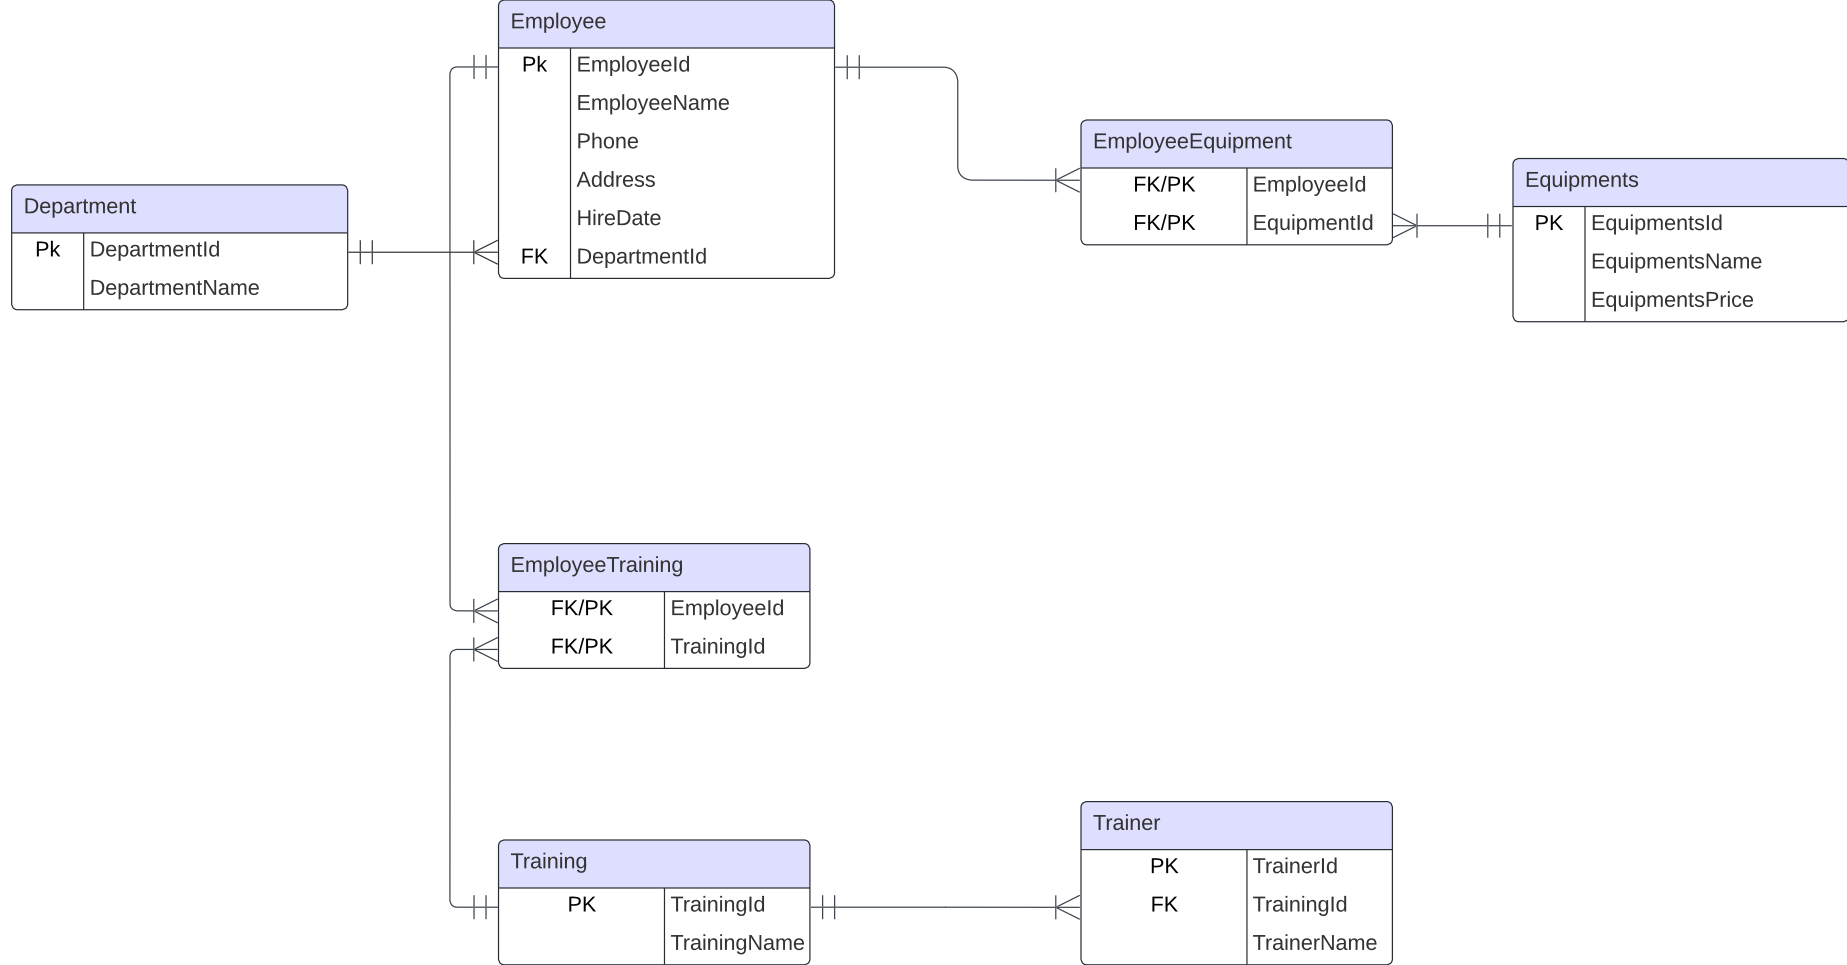 Employee
Pk EmployeeId
EmployeeName
Phone
Address
HireDate
FK DepartmentId
Department
Pk DepartmentId
DepartmentName
EmployeeEquipment
FK/PK EmployeeId
FK/PK EquipmentId
Equipments
PK EquipmentsId
EquipmentsName
EquipmentsPrice
EmployeeTraining
FK/PK EmployeeId
FK/PK TrainingId
Training
PK TrainingId
TrainingName
Trainer
PK TrainerId
FK TrainingId
TrainerName